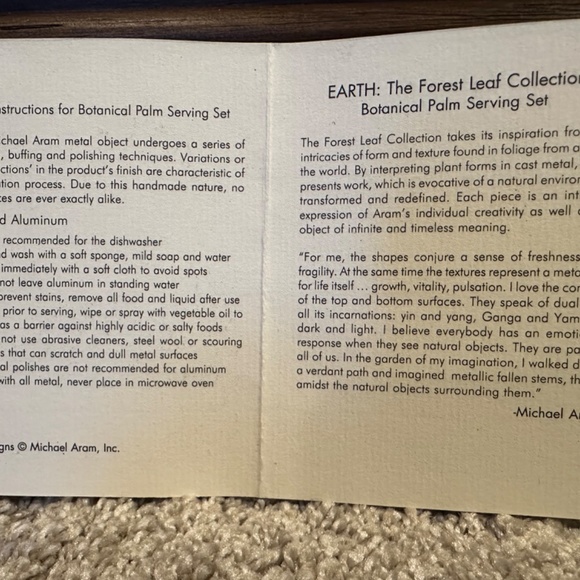 structions for Botanical Palm Serving Set
chael Aram metal object undergoes a series of
, buffing and polishing techniques. Variations or
ctions' in the product's finish are characteristic of
tion process. Due to this handmade nature, no
es are ever exactly alike.
d Aluminum
recommended for the dishwasher
d wash with a soft sponge, mild soap and water
immediately with a soft cloth to avoid spots
not leave aluminum in standing water
prevent stains, remove all food and liquid after use
prior to serving, wipe or spray with vegetable oil to
as a barrier against highly acidic or salty foods
not use abrasive cleaners, steel wool or scouring
s that can scratch and dull metal surfaces
al polishes are not recommended for aluminum
with all metal, never place in microwave oven
gns © Michael Aram, Inc.
EARTH: The Forest Leaf Collection
Botanical Palm Serving Set
The Forest Leaf Collection takes its inspiration fro
intricacies of form and texture found in foliage from a
the world. By interpreting plant forms in cast metal,
presents work, which is evocative of a natural enviror
transformed and redefined. Each piece is an int
expression of Aram's individual creativity as well a
object of infinite and timeless meaning.
"For me, the shapes conjure a sense of freshness
fragility. At the same time the textures represent a meta
for life itself ... growth, vitality, pulsation. I love the cor
of the top and bottom surfaces. They speak of dual
all its incarnations: yin and yang, Ganga and Yam
dark and light. I believe everybody has an emoti
response when they see natural objects. They are pa
all of us. In the garden of my imagination, I walked d
a verdant path and imagined metallic fallen stems, th
amidst the natural objects surrounding them."
-Michael A